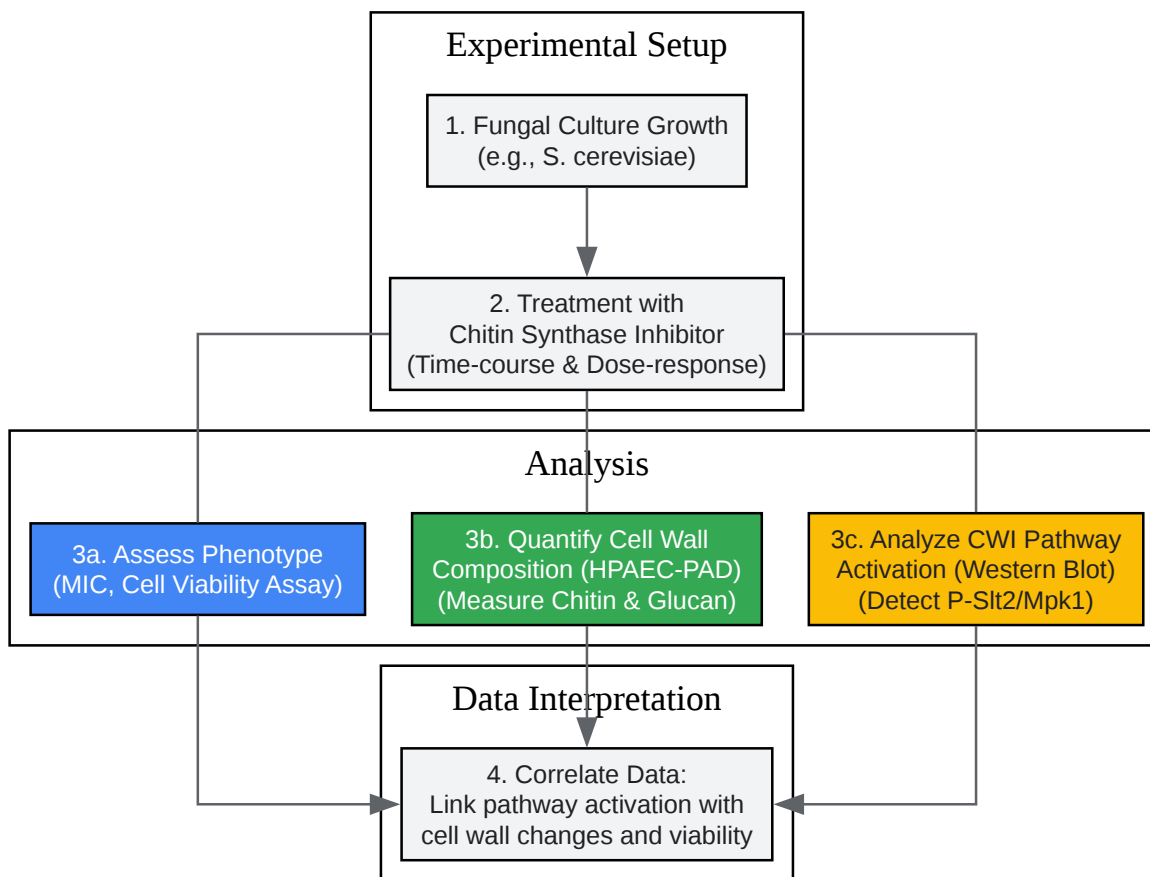 Experimental Setup
1. Fungal Culture Growth
(e.g., S. cerevisiae)
2. Treatment with
Chitin Synthase Inhibitor
(Time-course & Dose-response)
Analysis
3a. Assess Phenotype
(MIC, Cell Viability Assay)
3b. Quantify Cell Wall
Composition (HPAEC-PAD)
(Measure Chitin & Glucan)
3c. Analyze CWI Pathway
Activation (Western Blot)
(Detect P-Slt2/Mpk1)
Data Interpretation
4. Correlate Data:
Link pathway activation with
cell wall changes and viability